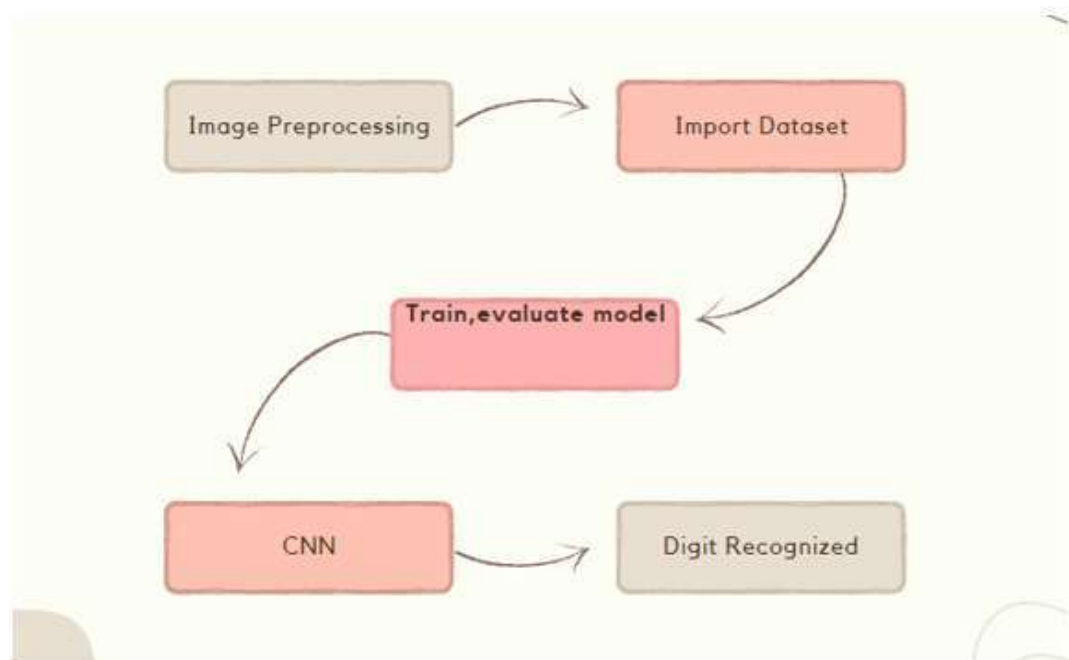 Image Preprocessing
Import Dataset
Train,evaluate model
CNN
Digit Recognized